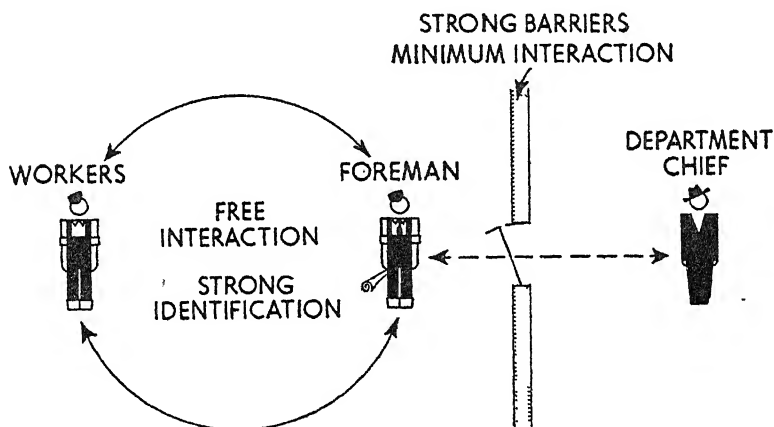 STRONG BARRIERS
MINIMUM INTERACTION
DEPARTMENT
CHIEF
WORKERS
FOREMAN
FREE
INTERACTION
STRONG
IDENTIFICATION